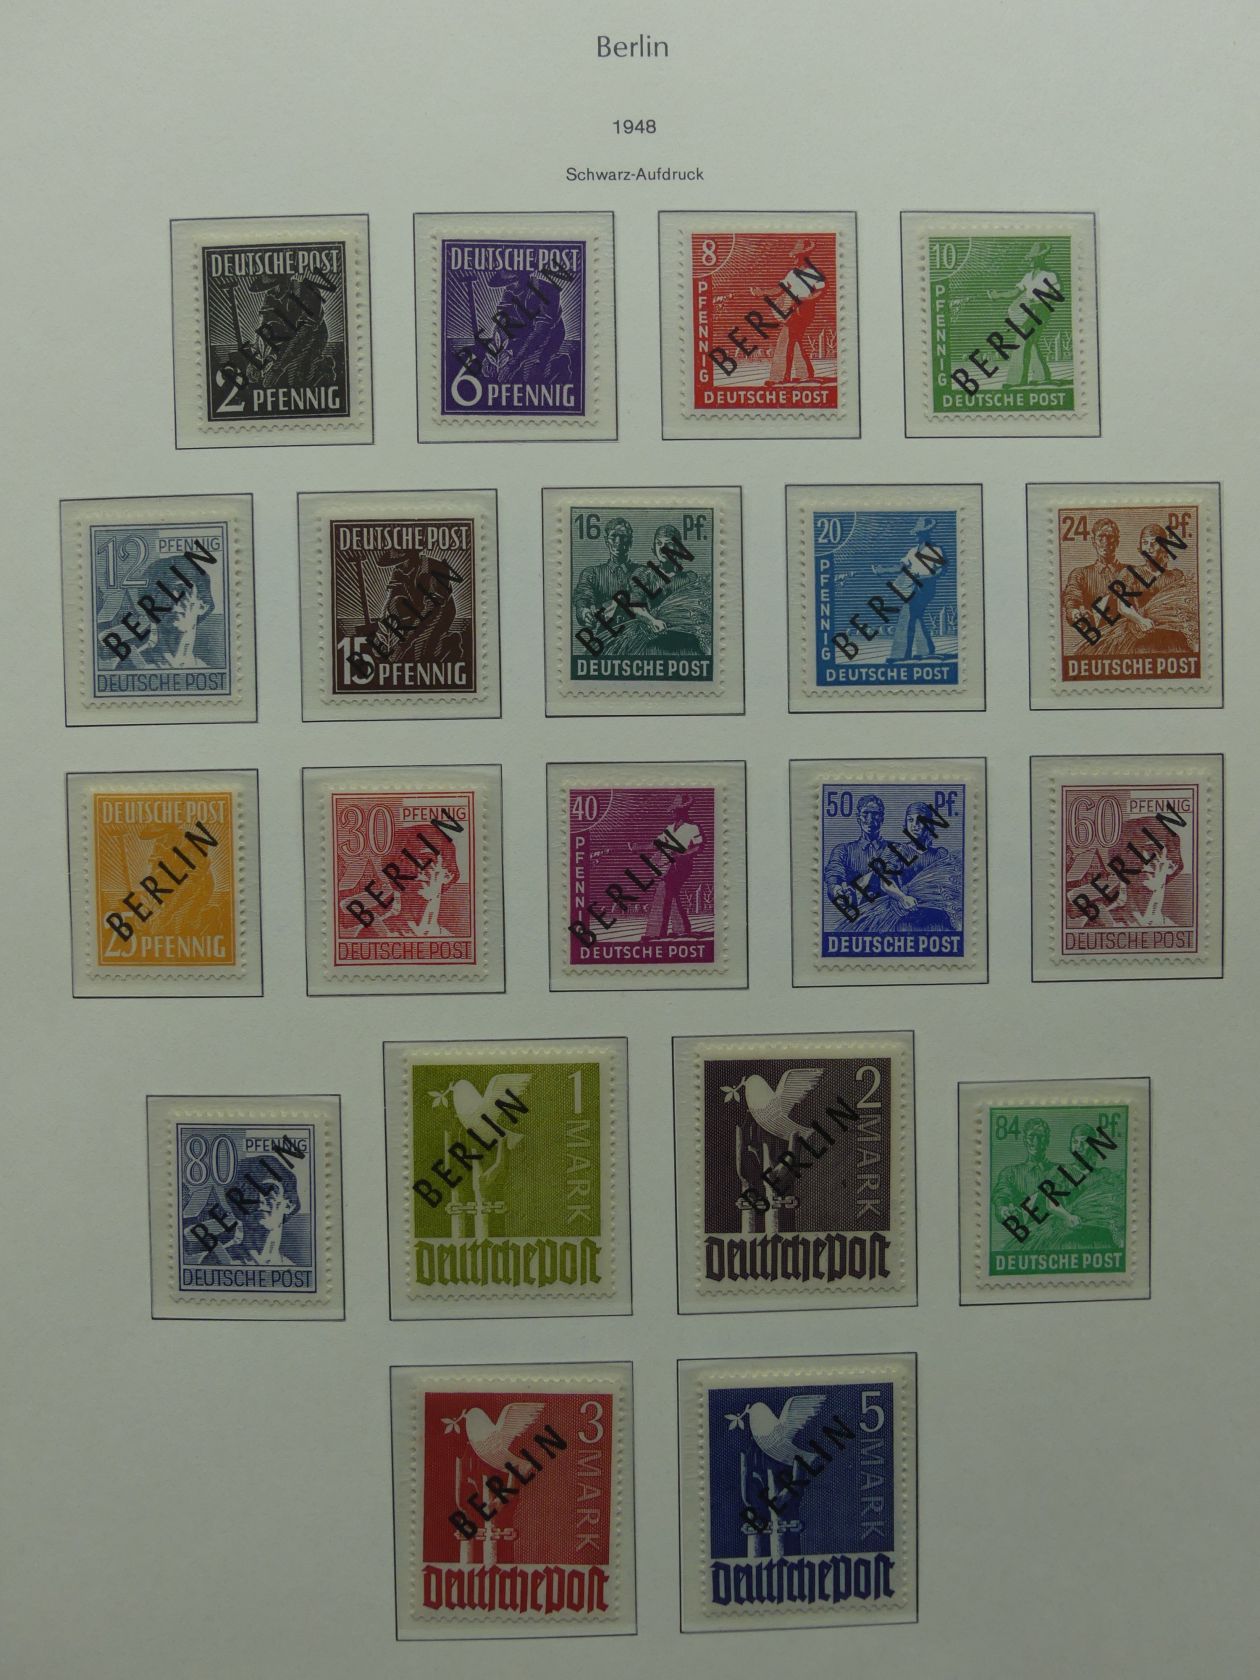 Berlin
1948
Schwarz-Aufdruck
DEUTSCHE POST
BERLIN
2 PFENNIG
DEUTSCHE POST
BERLIN
6 PFENNIG
8
PFENNIG
BERLIN
DEUTSCHE POST
10
PFENNIG
BERLIN
DEUTSCHE POST
12 PFENNIG
BERLIN
DEUTSCHE POST
DEUTSCHE POST
BERLIN
15 PFENNIG
16 Pf.
BERLIN
DEUTSCHE POST
20
PFENNIG
BERLIN
DEUTSCHE POST
24 Pf.
BERLIN
DEUTSCHE POST
DEUTSCHE POST
BERLIN
25 PFENNIG
30 PFENNIG
BERLIN
DEUTSCHE POST
40
PFENNIG
BERLIN
DEUTSCHE POST
50 Pf.
BERLIN
DEUTSCHE POST
60 PFENNIG
BERLIN
DEUTSCHE POST
80 PFENNIG
BERLIN
DEUTSCHE POST
1 MARK
BERLIN
Deutsche Post
2 MARK
BERLIN
Deutsche Post
84 Pf.
BERLIN
DEUTSCHE POST
3 MARK
BERLIN
Deutsche Post
5 MARK
BERLIN
Deutsche Post